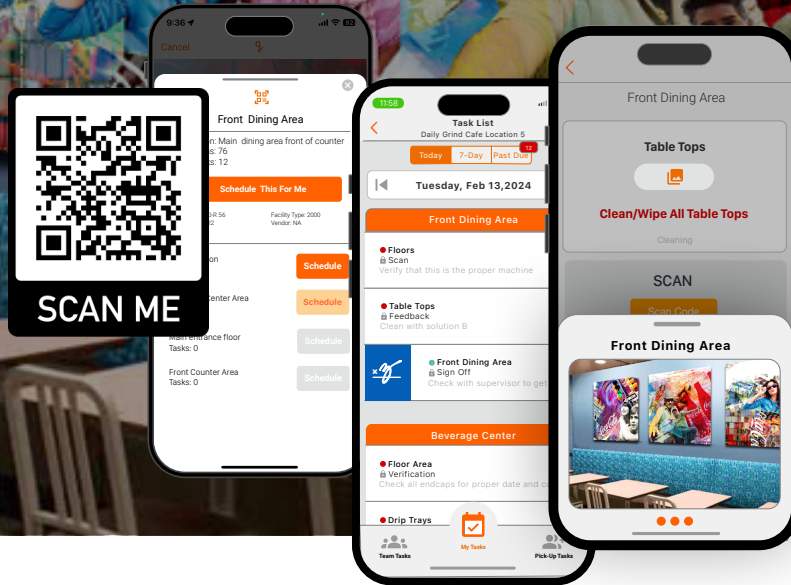 SCAN ME
9:36
Cancel
Front Dining Area
n: Main dining area front of counter
s: 76
ks: 12
Schedule This For Me
Facility Type: 2000
Vendor: NA
Schedule
enter Area
Schedule
Main entrance floor
Tasks: 0
Schedule
Front Counter Area
Tasks: 0
Schedule
11:58
Task List
Daily Grind Cafe Location 5
Today
7-Day
Past Due
12
Tuesday, Feb 13,2024
Front Dining Area
Floors
Scan
Verify that this is the proper machine
Table Tops
Feedback
Clean with solution B
Front Dining Area
Sign Off
Check with supervisor to get
Beverage Center
Floor Area
Verification
Check all endcaps for proper date and
Drip Trays
Team Tasks
My Tasks
Pick-Up Tasks
Front Dining Area
Table Tops
Clean/Wipe All Table Tops
Cleaning
SCAN
Scan Code
Front Dining Area